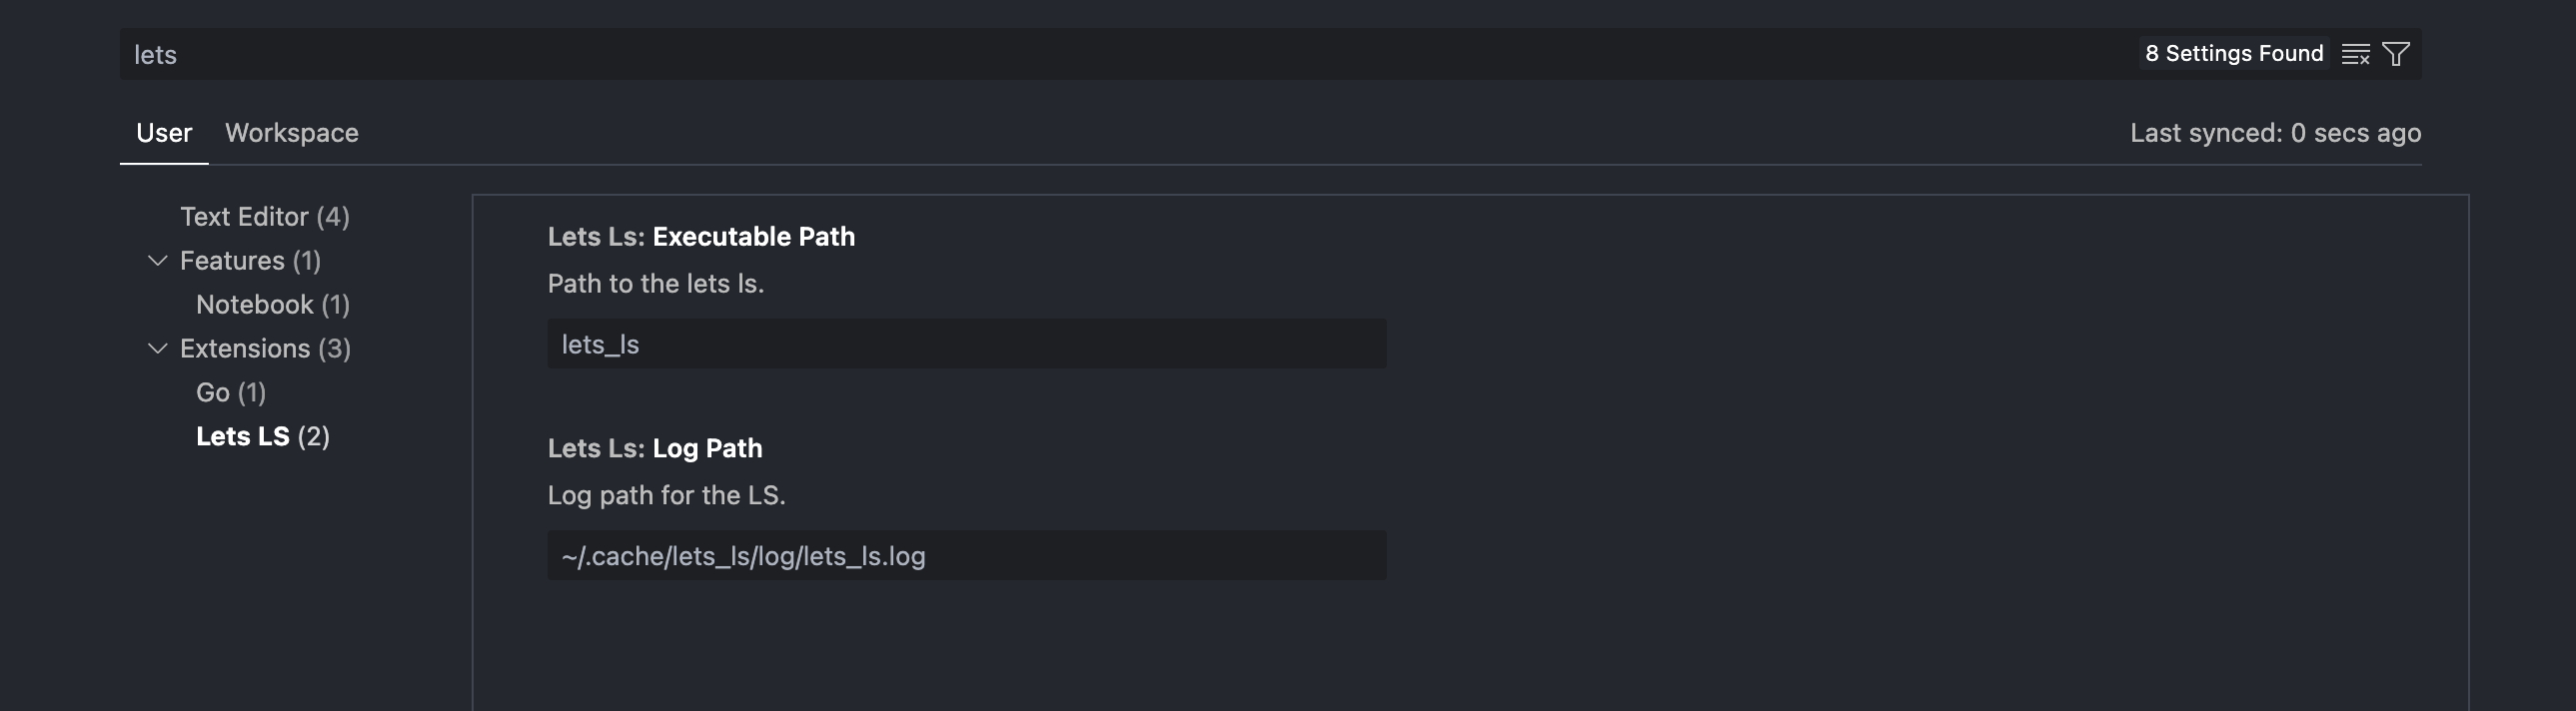 lets
8 Settings Found
User Workspace
Last synced: 0 secs ago
Text Editor (4)
Features (1)
Notebook (1)
Extensions (3)
Go (1)
Lets LS (2)
Lets Ls: Executable Path
Path to the lets ls.
lets_ls
Lets Ls: Log Path
Log path for the LS.
~/.cache/lets_ls/log/lets_ls.log